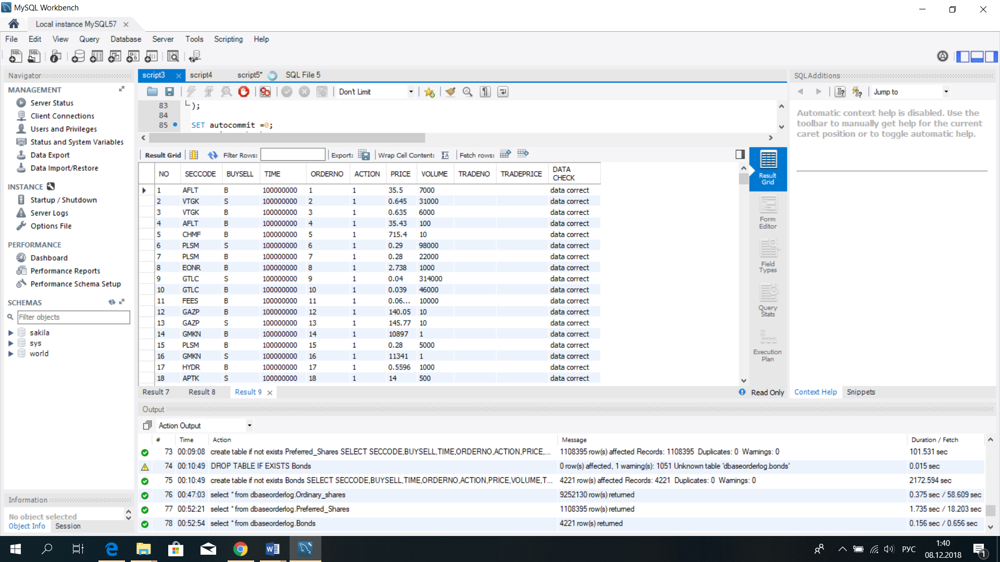 MySQL Workbench
Local instance MySQL57
File Edit View Query Database Server Tools Scripting Help
Navigator
MANAGEMENT
Server Status
Client Connections
Users and Privileges
Status and System Variables
Data Export
Data Import/Restore
INSTANCE
Startup / Shutdown
Server Logs
Options File
PERFORMANCE
Dashboard
Performance Reports
Performance Schema Setup
SCHEMAS
Filter objects
sakila
sys
world
Information
No object selected
Object Info Session
script3 script4 script5* SQL File 5
Don't Limit
83 );
84
85 SET autocommit =0;
Result Grid Filter Rows: Export: Wrap Cell Content: Fetch rows:
NO SECCODE BUYSELL TIME ORDERNO ACTION PRICE VOLUME TRADENO TRADEPRICE DATA CHECK
1 AFLT B 100000000 1 1 35.5 7000 data correct
2 VTGK S 100000000 2 1 0.645 31000 data correct
3 VTGK B 100000000 3 1 0.635 6000 data correct
4 AFLT B 100000000 4 1 35.43 100 data correct
5 CHMF B 100000000 5 1 715.4 10 data correct
6 PLSM S 100000000 6 1 0.29 98000 data correct
7 PLSM B 100000000 7 1 0.28 22000 data correct
8 EONR B 100000000 8 1 2.738 1000 data correct
9 GTLC S 100000000 9 1 0.04 314000 data correct
10 GTLC B 100000000 10 1 0.039 46000 data correct
11 FEES B 100000000 11 1 0.06... 10000 data correct
12 GAZP B 100000000 12 1 140.05 10 data correct
13 GAZP S 100000000 13 1 145.77 10 data correct
14 GMKN B 100000000 14 1 10897 1 data correct
15 PLSM B 100000000 15 1 0.28 5000 data correct
16 GMKN S 100000000 16 1 11341 1 data correct
17 HYDR B 100000000 17 1 0.5596 1000 data correct
18 APTK S 100000000 18 1 14 500 data correct
Result Grid
Form Editor
Field Types
Query Stats
Execution Plan
Result 7 Result 8 Result 9
Read Only
SQLAdditions
Jump to
Automatic context help is disabled. Use the
toolbar to manually get help for the current
caret position or to toggle automatic help.
Context Help Snippets
Output
Action Output
# Time Action Message Duration / Fetch
73 00:09:08 create table if not exists Preferred_Shares SELECT SECCODE,BUYSELL,TIME,ORDERNO,ACTION,PRICE,... 1108395 row(s) affected Records: 1108395 Duplicates: 0 Warnings: 0 101.531 sec
74 00:10:49 DROP TABLE IF EXISTS Bonds 0 row(s) affected, 1 warning(s): 1051 Unknown table 'dbaseorderlog.bonds' 0.015 sec
75 00:10:49 create table if not exists Bonds SELECT SECCODE,BUYSELL,TIME,ORDERNO,ACTION,PRICE,VOLUME,T... 4221 row(s) affected Records: 4221 Duplicates: 0 Warnings: 0 2172.594 sec
76 00:47:03 select * from dbaseorderlog.Ordinary_shares 9252130 row(s) returned 0.375 sec / 58.609 sec
77 00:52:21 select * from dbaseorderlog.Preferred_Shares 1108395 row(s) returned 1.735 sec / 18.203 sec
78 00:52:54 select * from dbaseorderlog.Bonds 4221 row(s) returned 0.156 sec / 0.656 sec
РУС
1:40
08.12.2018
1